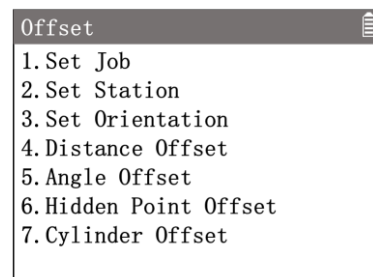 Offset
1. Set Job
2. Set Station
3. Set Orientation
4. Distance Offset
5. Angle Offset
6. Hidden Point Offset
7. Cylinder Offset